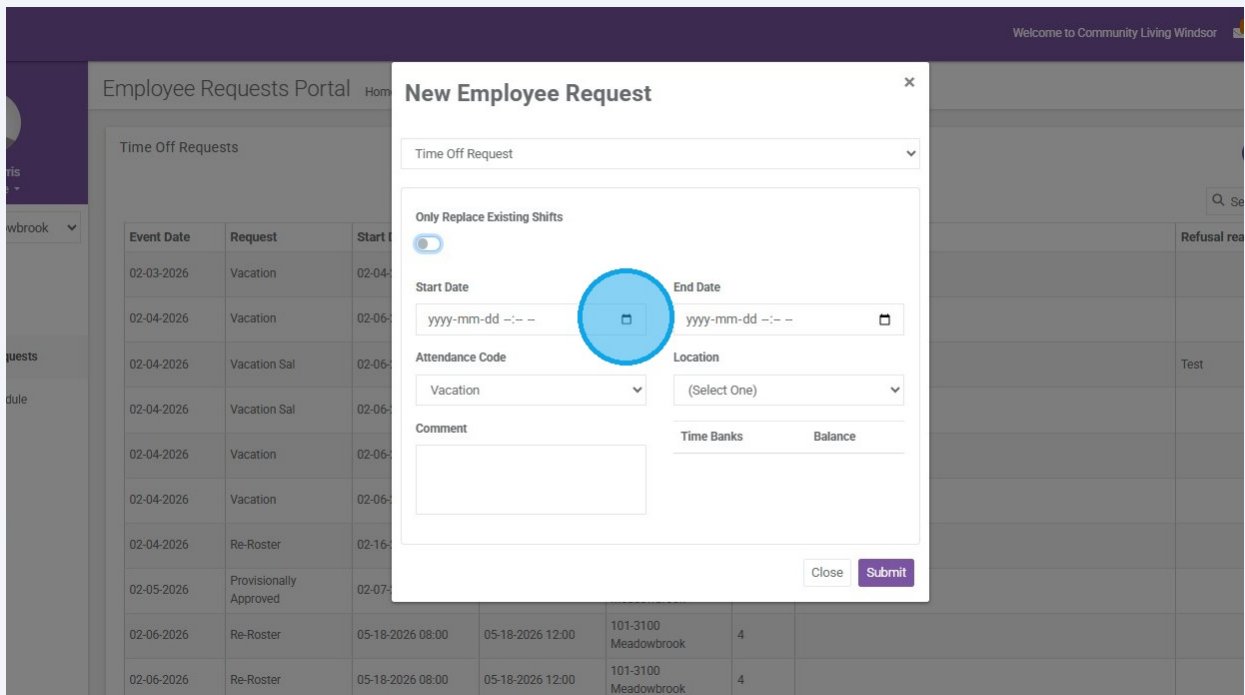 Welcome to Community Living Windsor
Employee Requests Portal
New Employee Request
×
Time Off Requests
Time Off Request
Only Replace Existing Shifts
Start Date End Date
yyyy-mm-dd --:-- -- yyyy-mm-dd --:-- --
Attendance Code Location
Vacation (Select One)
Comment
Time Banks Balance
Close Submit
Event Date Request
02-03-2026 Vacation
02-04-2026 Vacation
02-04-2026 Vacation Sal Test
02-04-2026 Vacation Sal
02-04-2026 Vacation
02-04-2026 Vacation
02-04-2026 Re-Roster
02-05-2026 Provisionally
Approved
02-06-2026 Re-Roster 05-18-2026 08:00 05-18-2026 12:00 101-3100
Meadowbrook 4
02-06-2026 Re-Roster 05-18-2026 08:00 05-18-2026 12:00 101-3100
Meadowbrook 4